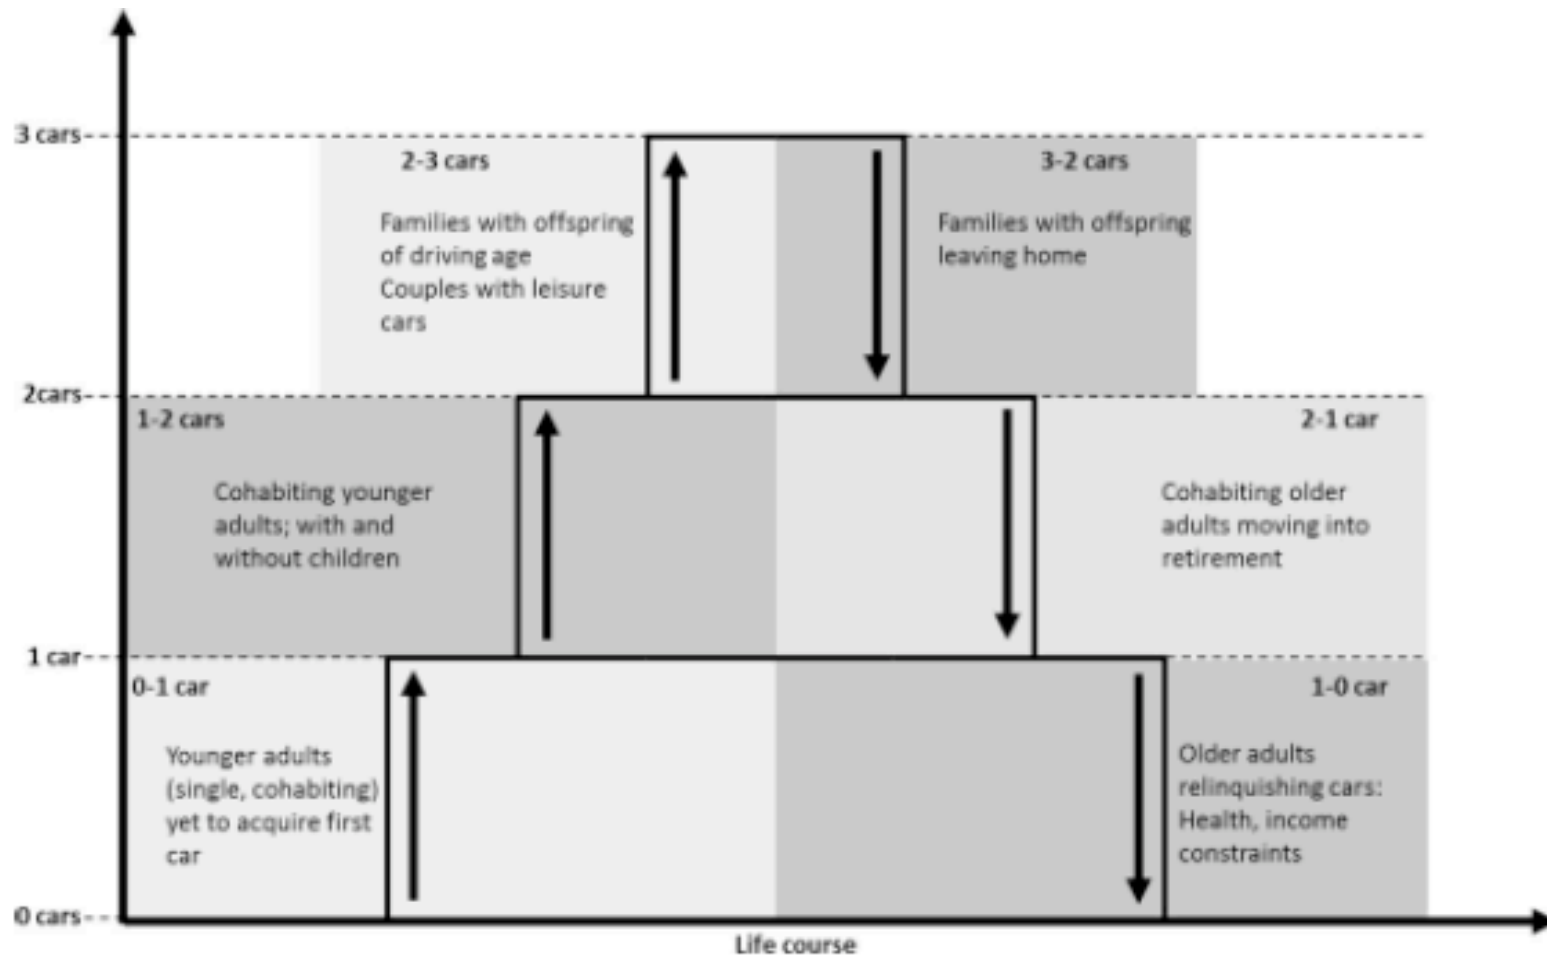 3 cars
2-3 cars
3-2 cars
Families with offspring
of driving age
Couples with leisure
cars
Families with offspring
leaving home
2cars
1-2 cars
2-1 car
Cohabiting younger
adults; with and
without children
Cohabiting older
adults moving into
retirement
1 car
0-1 car
1-0 car
Younger adults
(single, cohabiting)
yet to acquire first
car
Older adults
relinquishing cars:
Health, income
constraints
0 cars
Life course